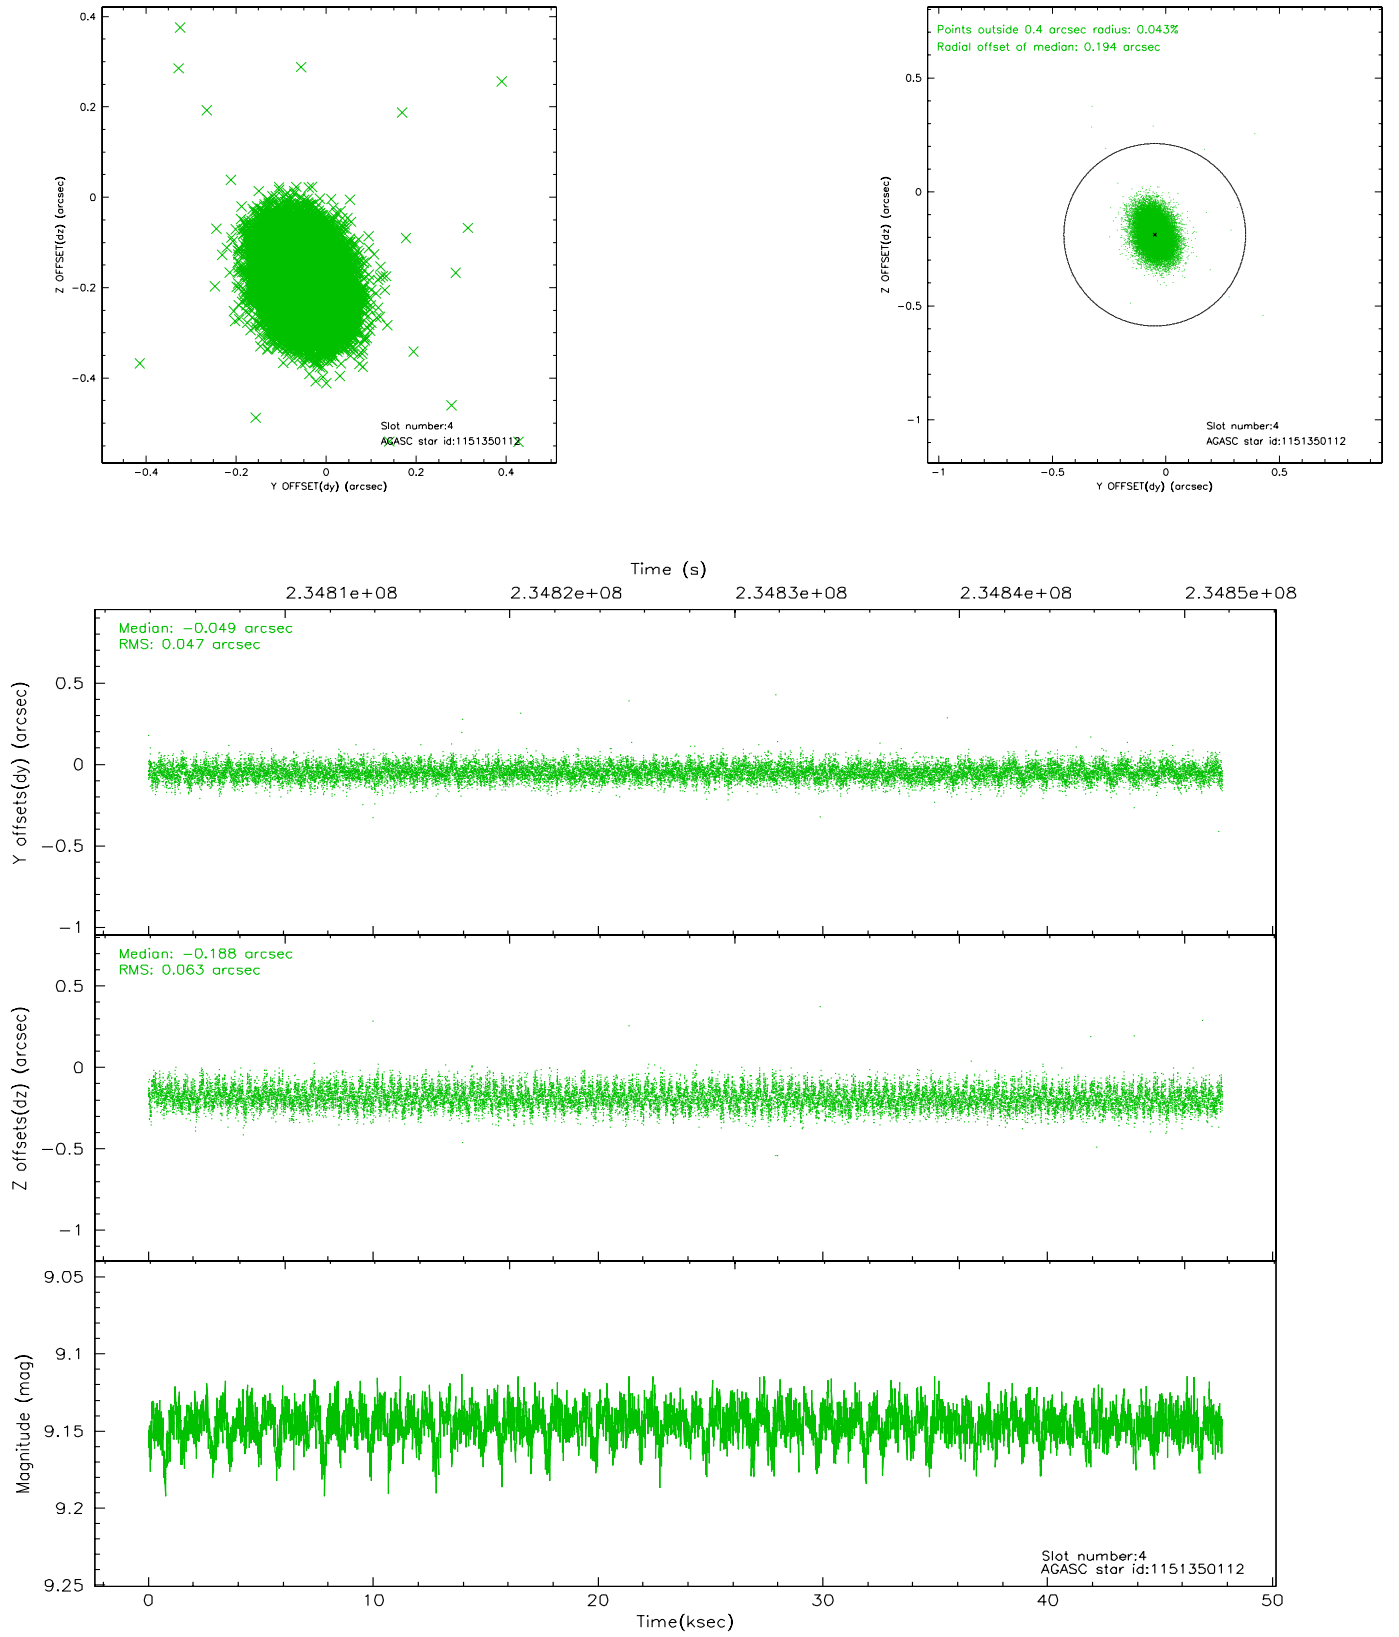 0.4
0.2
0
−0.2
−0.4
Z OFFSET(dz) (arcsec)
−0.4 −0.2 0 0.2 0.4
Y OFFSET(dy) (arcsec)
Slot number:4
AGASC star id:1151350112
Points outside 0.4 arcsec radius: 0.043%
Radial offset of median: 0.194 arcsec
0.5
0
−0.5
−1
Z OFFSET(dz) (arcsec)
−1 −0.5 0 0.5
Y OFFSET(dy) (arcsec)
Slot number:4
AGASC star id:1151350112
Time (s)
2.3481e+08 2.3482e+08 2.3483e+08 2.3484e+08 2.3485e+08
Median: −0.049 arcsec
RMS: 0.047 arcsec
0.5
0
−0.5
−1
Y offsets(dy) (arcsec)
Median: −0.188 arcsec
RMS: 0.063 arcsec
0.5
0
−0.5
−1
Z offsets(dz) (arcsec)
9.05
9.1
9.15
9.2
9.25
Magnitude (mag)
Slot number:4
AGASC star id:1151350112
0 10 20 30 40 50
Time(ksec)